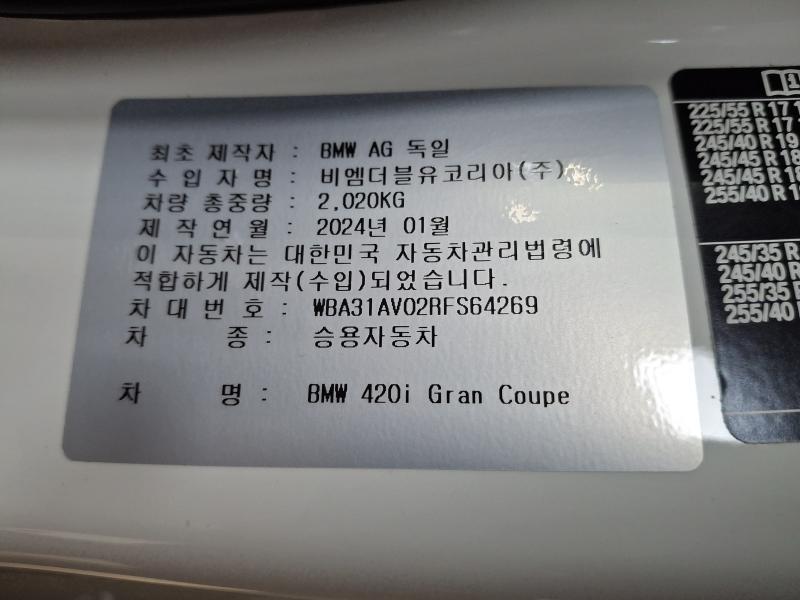 최초 제작자 : BMW AG 독일
수 입 자 명 : 비엠더블유코리아(주)
차량 총중량 : 2,020KG
제 작 연 월 : 2024년 01월
이 자동차는 대한민국 자동차관리법령에
적합하게 제작(수입)되었습니다.
차 대 번 호 : WBA31AV02RFS64269
차 종 : 승용자동차
차 명 : BMW 420i Gran Coupe
225/55 R 17
225/55 R 17
245/40 R 19
245/45 R 18
245/45 R 18
255/40 R
245/35 R
245/40 R
255/35 R
255/40